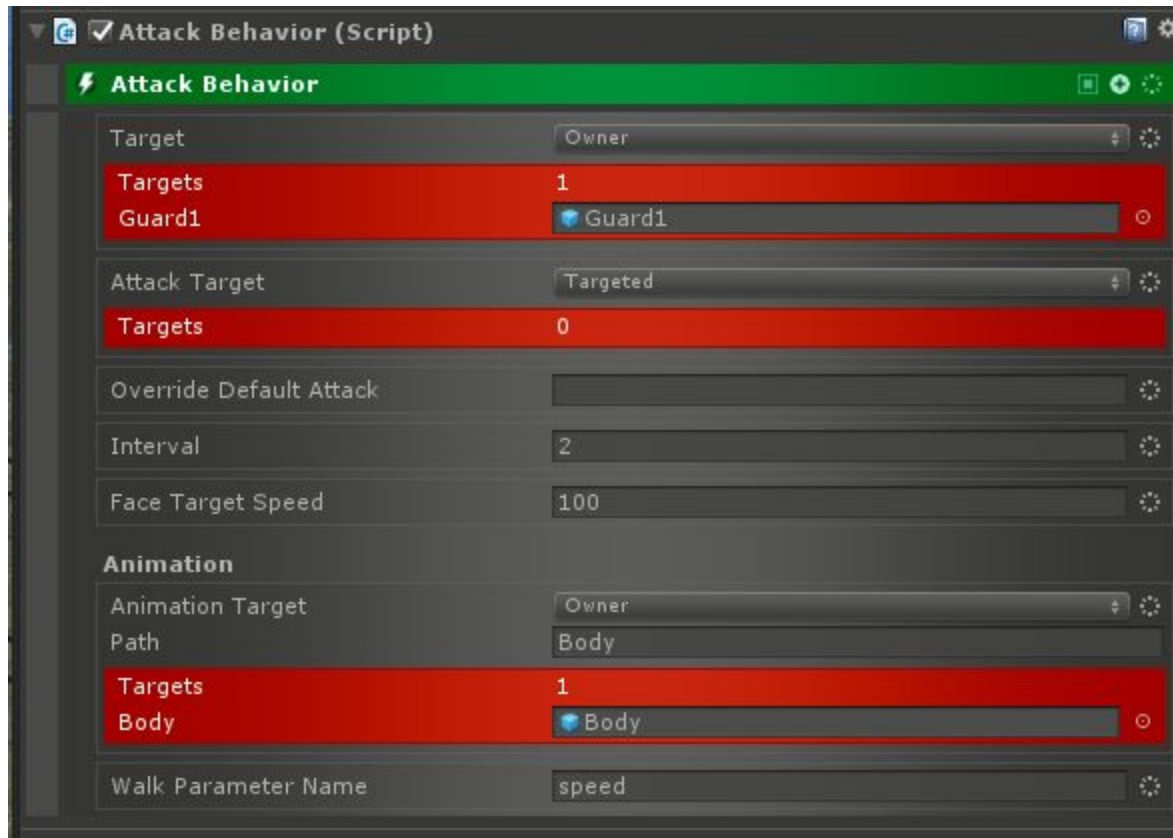 Attack Behavior (Script)
Attack Behavior
Target Owner
Targets 1
Guard1 Guard1
Attack Target Targeted
Targets 0
Override Default Attack
Interval 2
Face Target Speed 100
Animation
Animation Target Owner
Path Body
Targets 1
Body Body
Walk Parameter Name speed